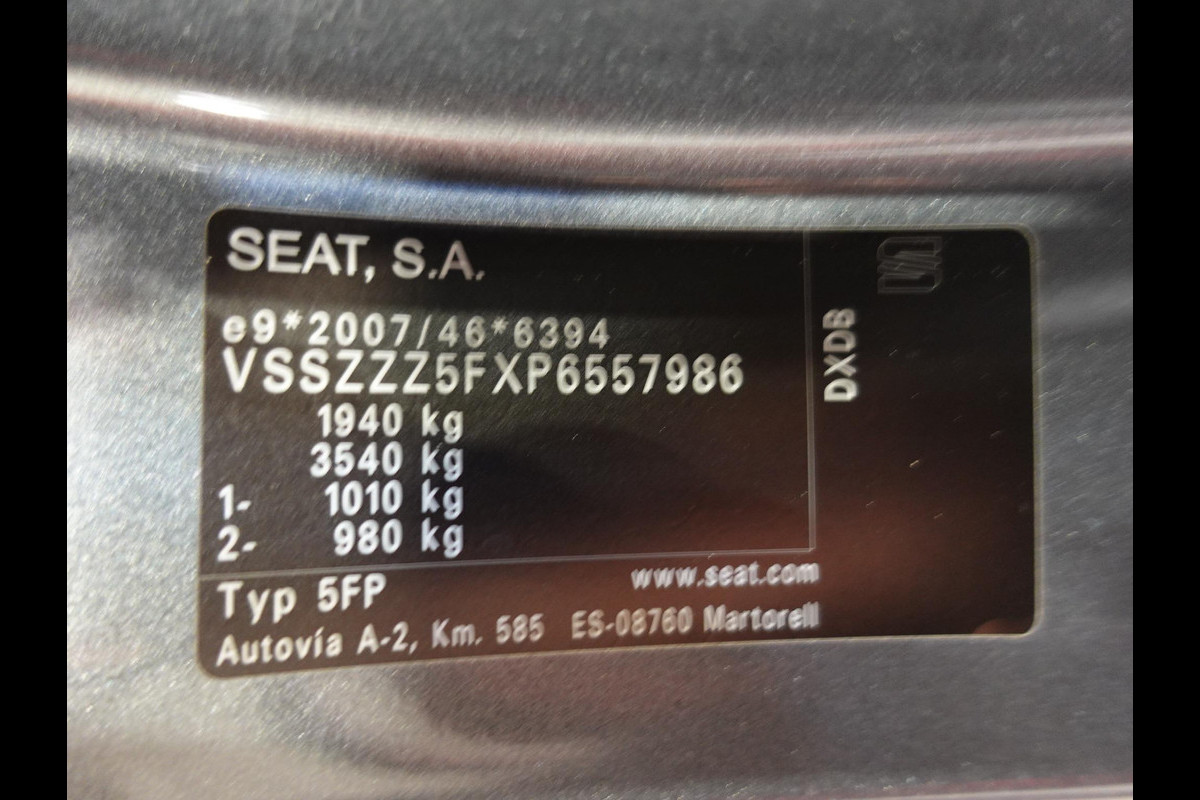 SEAT, S.A.
e9*2007/46*6394
VSSZZZ5FXP6557986
1940 kg
3540 kg
1- 1010 kg
2- 980 kg
Typ 5FP
www.seat.com
Autovía A-2, Km. 585 ES-08760 Martorell
DXDB